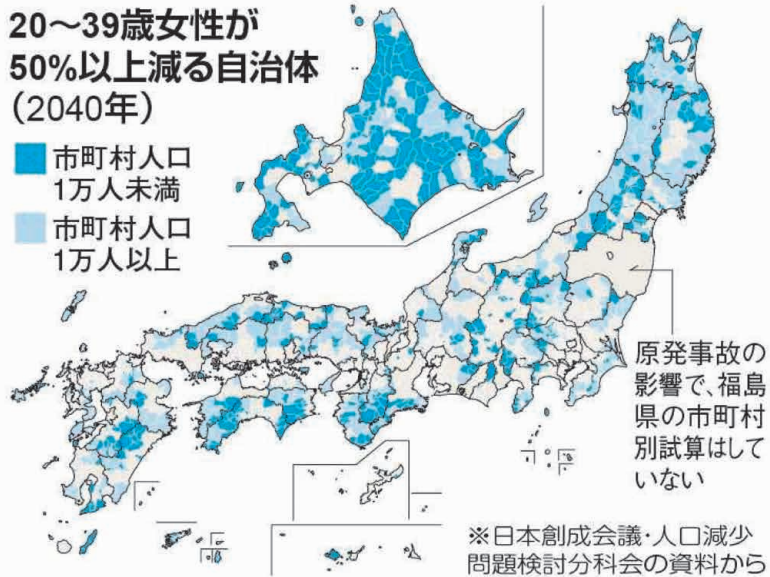 20〜39歳女性が
50%以上減る自治体
(2040年)
市町村人口
1万人未満
市町村人口
1万人以上
原発事故の
影響で、福島
県の市町村
別試算はして
いない
※日本創成会議・人口減少
問題検討分科会の資料から